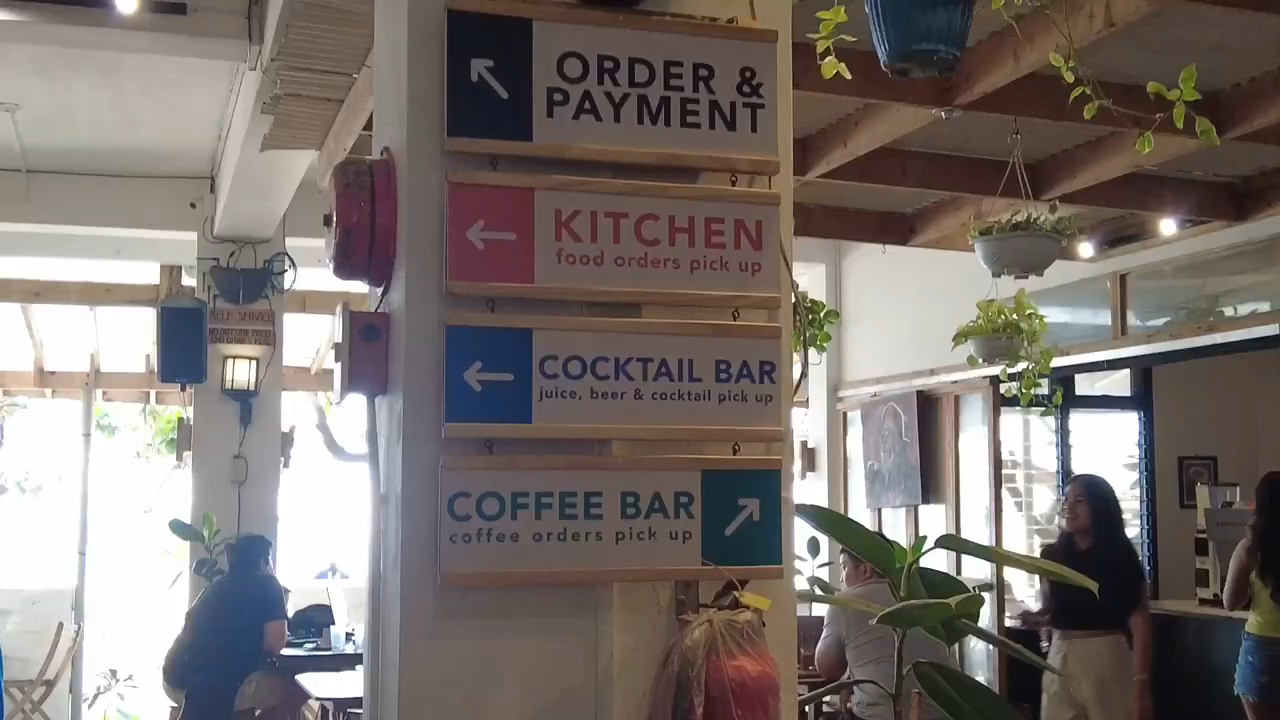 ORDER &
PAYMENT
KITCHEN
food orders pick up
COCKTAIL BAR
juice, beer & cocktail pick up
COFFEE BAR
coffee orders pick up
SELF SERVICE